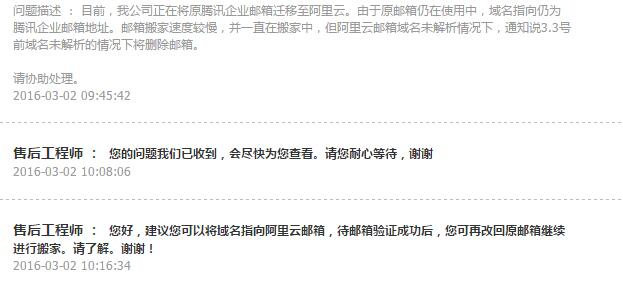 问题描述 ： 目前，我公司正在将原腾讯企业邮箱迁移至阿里云。由于原邮箱仍在使用中，域名指向仍为
腾讯企业邮箱地址。邮箱搬家速度较慢，并一直在搬家中，但阿里云邮箱域名未解析情况下，通知说3.3号
前域名未解析的情况下将删除邮箱。
请协助处理。
2016-03-02 09:45:42
售后工程师 ： 您的问题我们已收到，会尽快为您查看。请您耐心等待，谢谢
2016-03-02 10:08:06
售后工程师 ： 您好，建议您可以将域名指向阿里云邮箱，待邮箱验证成功后，您可再改回原邮箱继续
进行搬家。请了解。谢谢！
2016-03-02 10:16:34